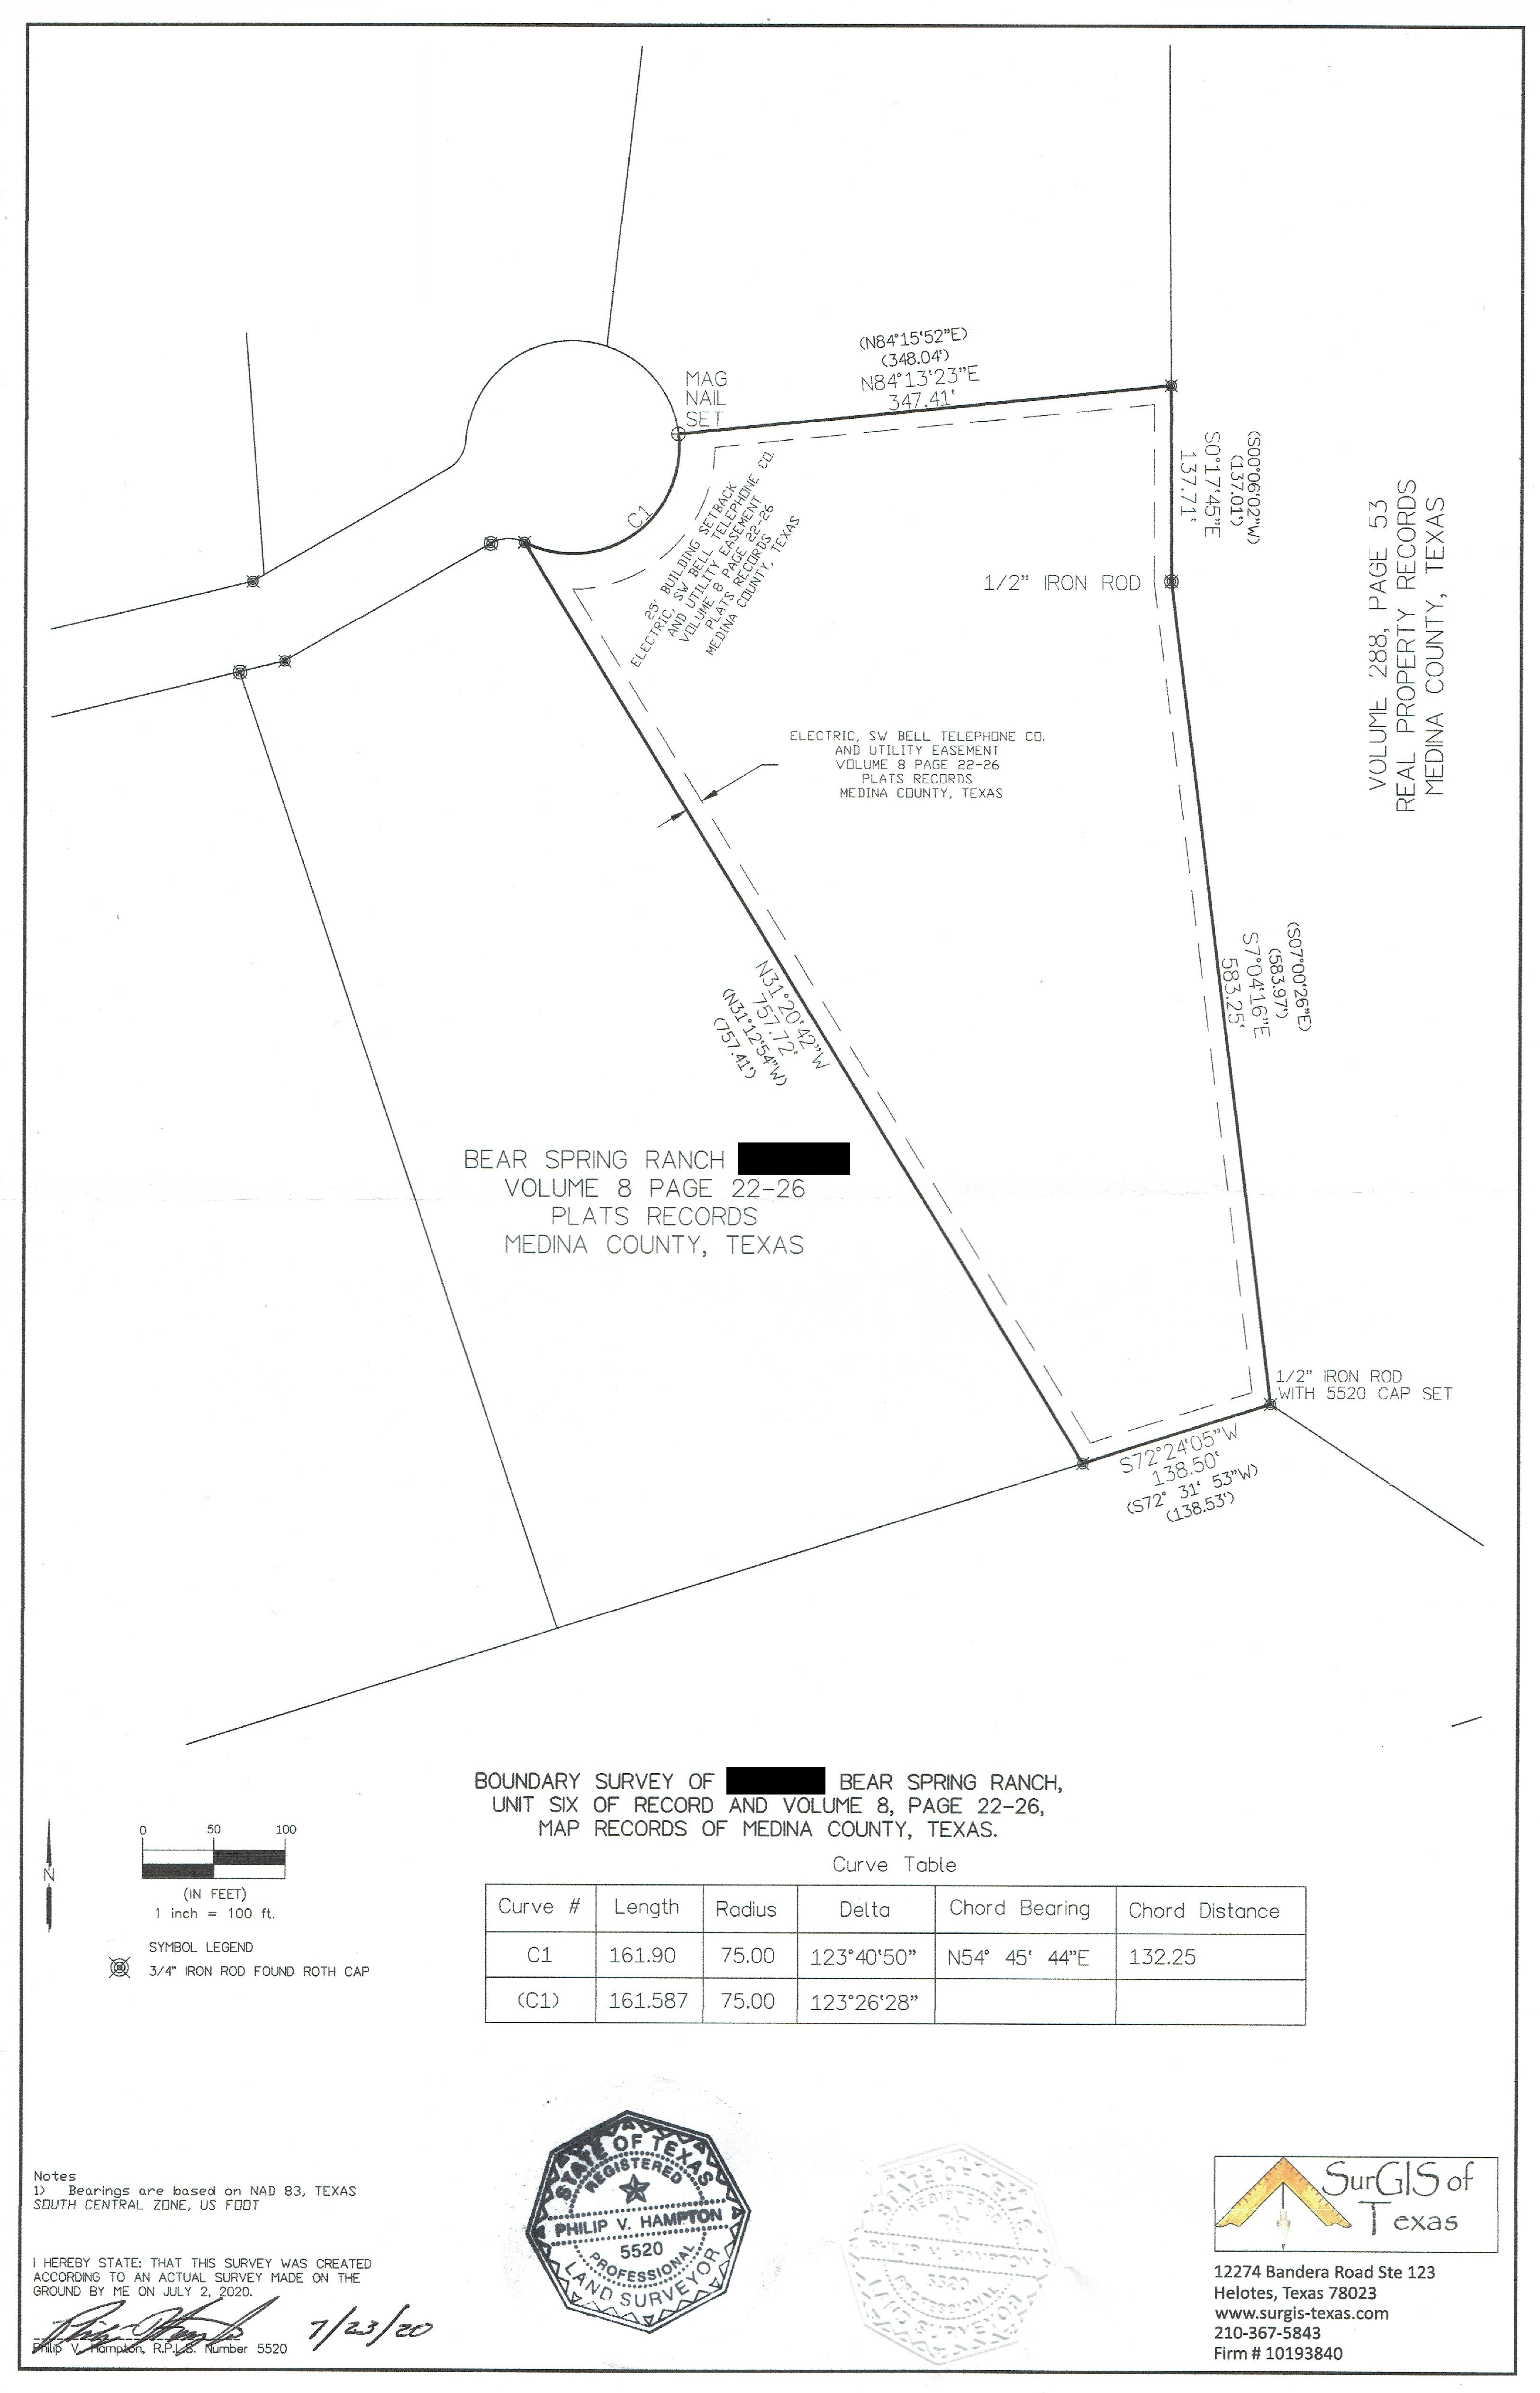 (N84°15'52"E)
(348.04')
N84°13'23"E
347.41'
MAG
NAIL
SET
C1
25' BUILDING SETBACK
ELECTRIC, SW BELL TELEPHONE CO.
AND UTILITY EASEMENT
VOLUME 8 PAGE 22-26
PLATS RECORDS
MEDINA COUNTY, TEXAS
(S00°06'02"W)
(137.01')
S0°17'45"E
137.71'
1/2" IRON ROD
VOLUME 288, PAGE 53
REAL PROPERTY RECORDS
MEDINA COUNTY, TEXAS
ELECTRIC, SW BELL TELEPHONE CO.
AND UTILITY EASEMENT
VOLUME 8 PAGE 22-26
PLATS RECORDS
MEDINA COUNTY, TEXAS
(S07°00'26"E)
(583.97')
S7°04'16"E
583.25'
N31°20'42"W
757.72'
(N31°12'54"W)
(757.41')
BEAR SPRING RANCH
VOLUME 8 PAGE 22-26
PLATS RECORDS
MEDINA COUNTY, TEXAS
1/2" IRON ROD
WITH 5520 CAP SET
S72°24'05"W
138.50'
(S72° 31' 53"W)
(138.53')
BOUNDARY SURVEY OF BEAR SPRING RANCH,
UNIT SIX OF RECORD AND VOLUME 8, PAGE 22-26,
MAP RECORDS OF MEDINA COUNTY, TEXAS.
N
0 50 100
(IN FEET)
1 inch = 100 ft.
SYMBOL LEGEND
3/4" IRON ROD FOUND ROTH CAP
Curve Table
Curve # Length Radius Delta Chord Bearing Chord Distance
C1 161.90 75.00 123°40'50" N54° 45' 44"E 132.25
(C1) 161.587 75.00 123°26'28"
Notes
1) Bearings are based on NAD 83, TEXAS
SOUTH CENTRAL ZONE, US FOOT
I HEREBY STATE: THAT THIS SURVEY WAS CREATED
ACCORDING TO AN ACTUAL SURVEY MADE ON THE
GROUND BY ME ON JULY 2, 2020.
7/23/20
Philip V. Hampton, R.P.L.S. Number 5520
STATE OF TEXAS
REGISTERED
PHILIP V. HAMPTON
5520
PROFESSIONAL
LAND SURVEYOR
STATE OF TEXAS
REGISTERED
PHILIP V. HAMPTON
5520
PROFESSIONAL
LAND SURVEYOR
SurGIS of
Texas
12274 Bandera Road Ste 123
Helotes, Texas 78023
www.surgis-texas.com
210-367-5843
Firm # 10193840